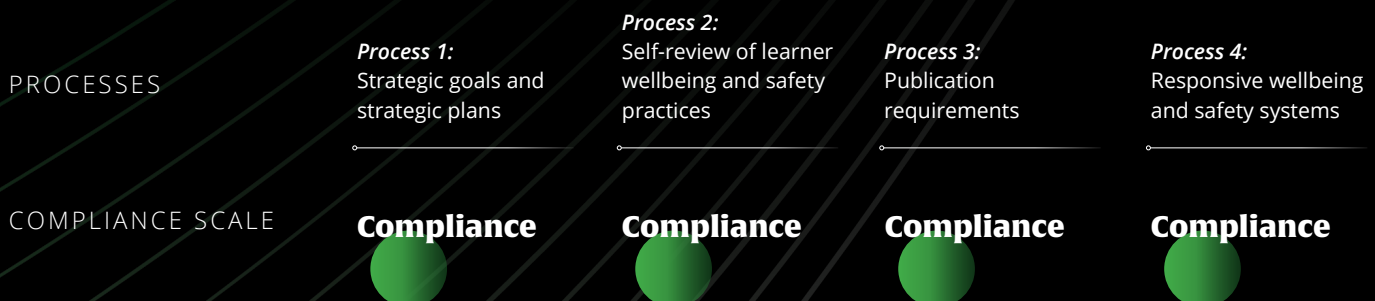 PROCESSES
Process 1:
Strategic goals and
strategic plans
Process 2:
Self-review of learner
wellbeing and safety
practices
Process 3:
Publication
requirements
Process 4:
Responsive wellbeing
and safety systems
COMPLIANCE SCALE
Compliance
Compliance
Compliance
Compliance